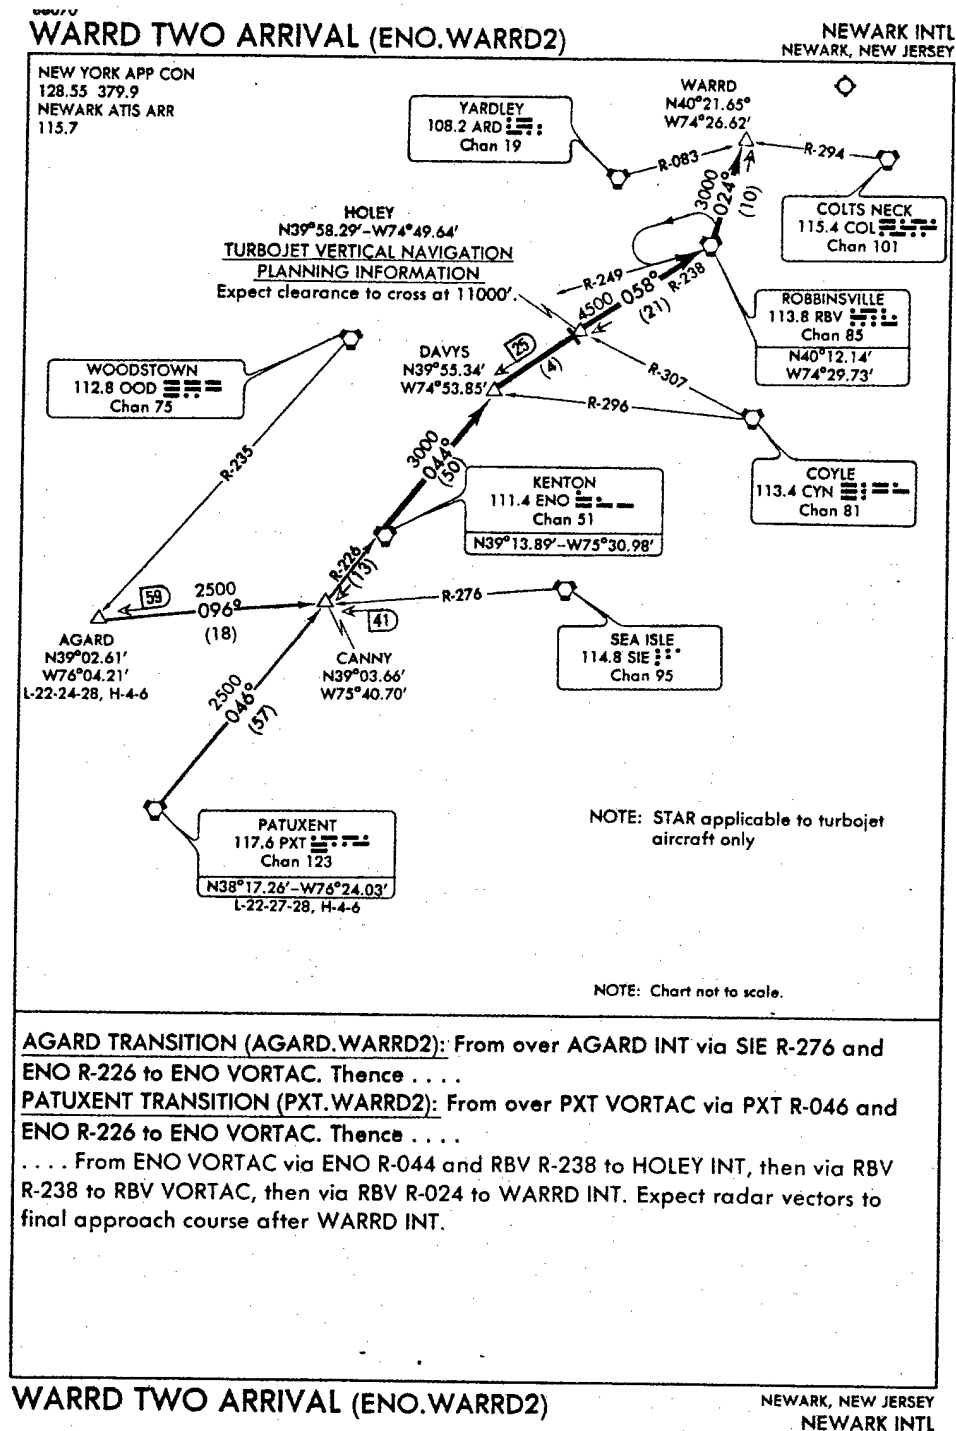 WARRD TWO ARRIVAL (ENO.WARRD2)
NEWARK INTL
NEWARK, NEW JERSEY
NEW YORK APP CON
128.55 379.9
NEWARK ATIS ARR
115.7
WARRD
N40°21.65'
W74°26.62'
YARDLEY
108.2 ARD
Chan 19
R-083
R-294
3000
024°
(10)
COLTS NECK
115.4 COL
Chan 101
HOLEY
N39°58.29'-W74°49.64'
TURBOJET VERTICAL NAVIGATION
PLANNING INFORMATION
Expect clearance to cross at 11000'.
R-249
4500
058°
R-238
(21)
ROBBINSVILLE
113.8 RBV
Chan 85
N40°12.14'
W74°29.73'
WOODSTOWN
112.8 OOD
Chan 75
DAVYS
N39°55.34'
W74°53.85'
25
(4)
R-307
R-296
R-235
3000
044°
(50)
KENTON
111.4 ENO
Chan 51
N39°13.89'-W75°30.98'
COYLE
113.4 CYN
Chan 81
R-226
(13)
59
2500
096°
(18)
R-276
41
AGARD
N39°02.61'
W76°04.21'
L-22-24-28, H-4-6
CANNY
N39°03.66'
W75°40.70'
SEA ISLE
114.8 SIE
Chan 95
2500
046°
(57)
PATUXENT
117.6 PXT
Chan 123
N38°17.26'-W76°24.03'
L-22-27-28, H-4-6
NOTE: STAR applicable to turbojet
aircraft only
NOTE: Chart not to scale.
AGARD TRANSITION (AGARD.WARRD2): From over AGARD INT via SIE R-276 and
ENO R-226 to ENO VORTAC. Thence . . . .
PATUXENT TRANSITION (PXT.WARRD2): From over PXT VORTAC via PXT R-046 and
ENO R-226 to ENO VORTAC. Thence . . . .
. . . . From ENO VORTAC via ENO R-044 and RBV R-238 to HOLEY INT, then via RBV
R-238 to RBV VORTAC, then via RBV R-024 to WARRD INT. Expect radar vectors to
final approach course after WARRD INT.
WARRD TWO ARRIVAL (ENO.WARRD2)
NEWARK, NEW JERSEY
NEWARK INTL